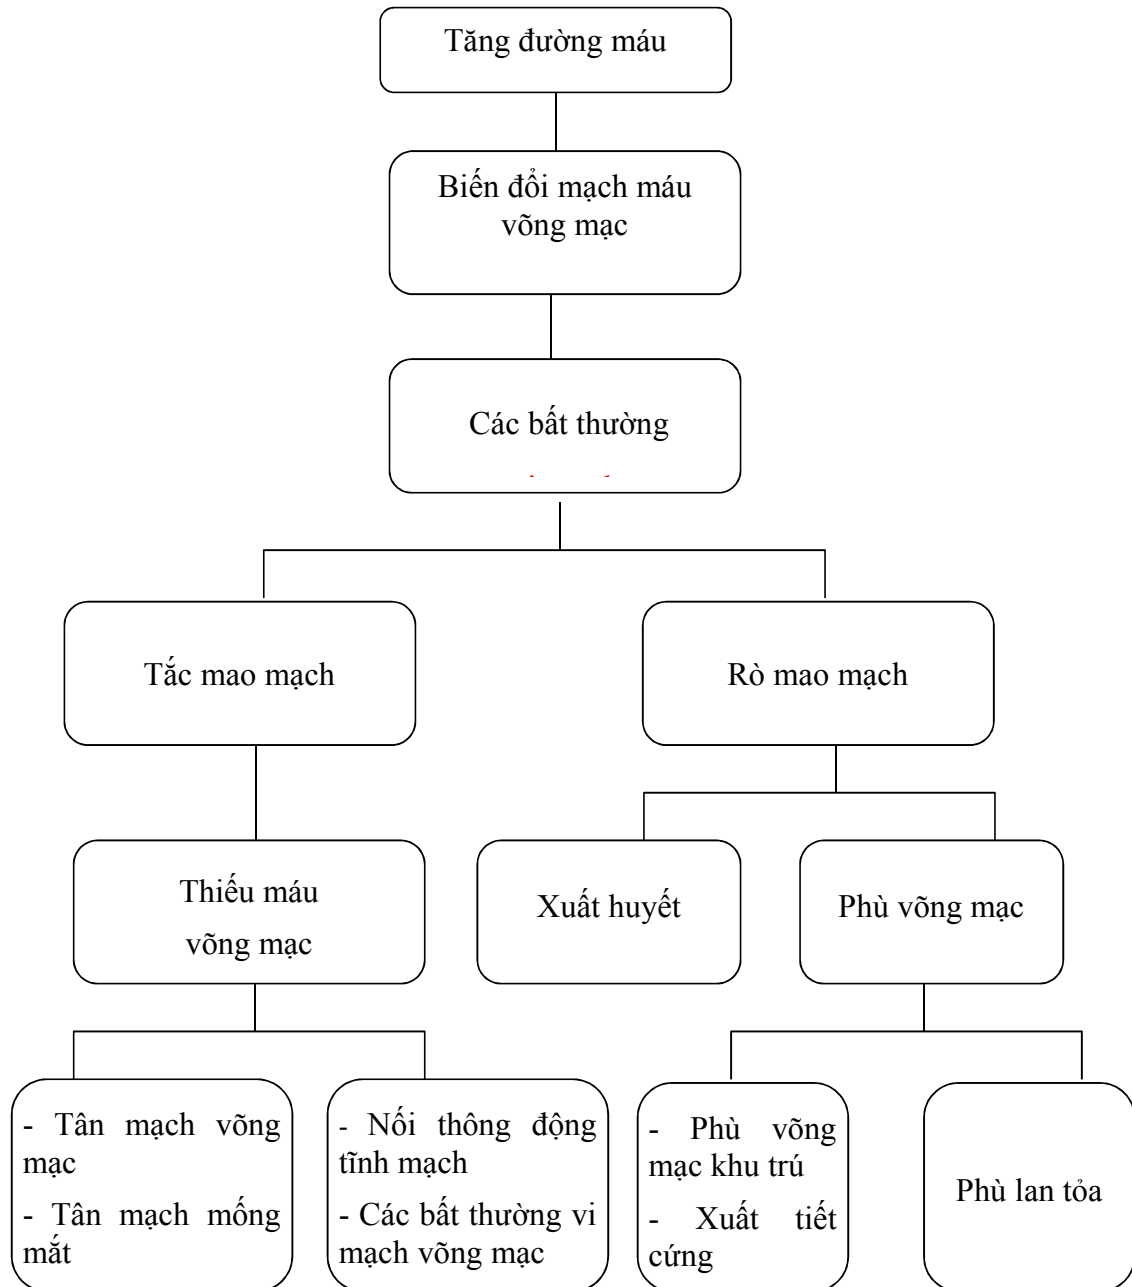 Tăng đường máu
Biến đổi mạch máu
võng mạc
Các bất thường
Tắc mao mạch
Rò mao mạch
Thiếu máu
võng mạc
Xuất huyết
Phù võng mạc
- Tân mạch võng
mạc
- Tân mạch mống
mắt
- Nối thông động
tĩnh mạch
- Các bất thường vi
mạch võng mạc
- Phù võng
mạc khu trú
- Xuất tiết
cứng
Phù lan tỏa